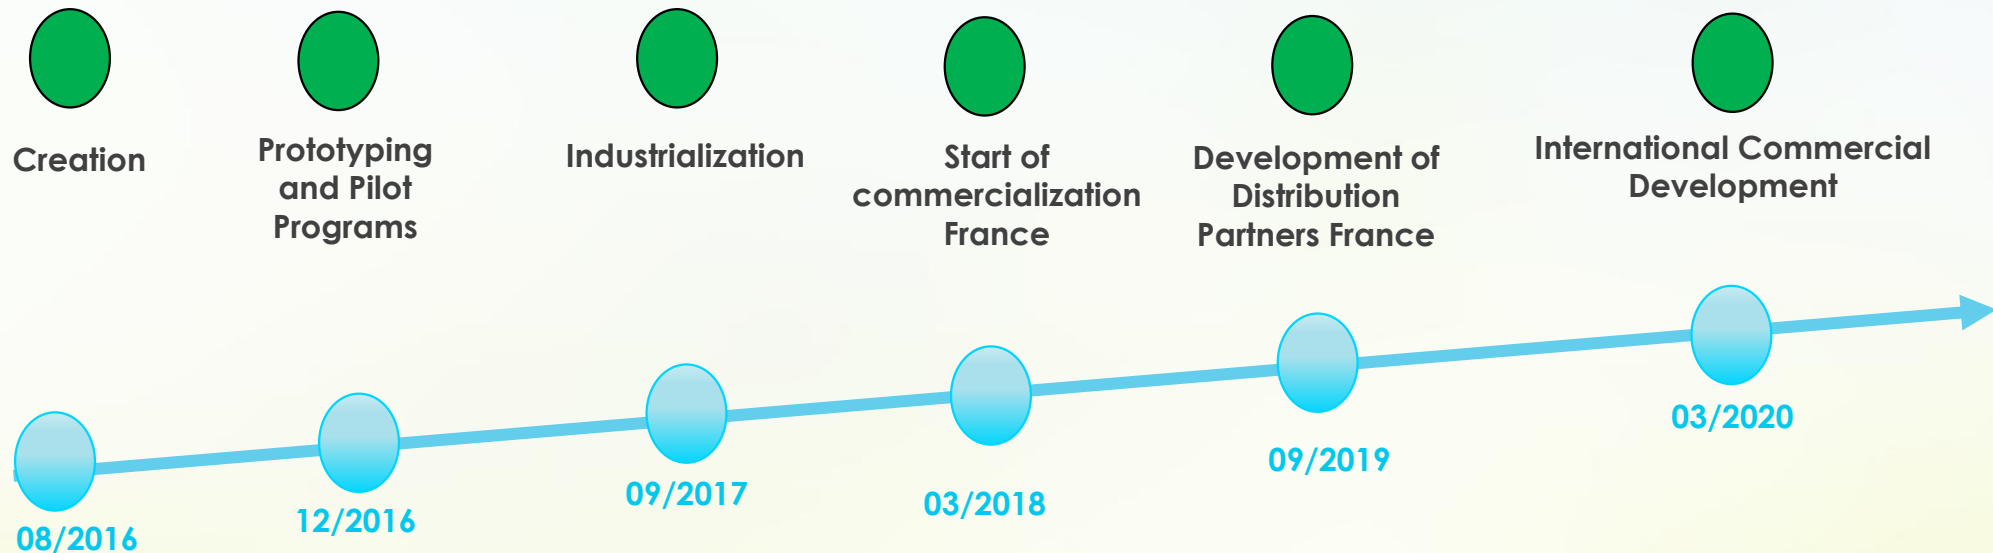 Creation
Prototyping
and Pilot
Programs
Industrialization
Start of
commercialization
France
Development of
Distribution
Partners France
International Commercial
Development
08/2016
12/2016
09/2017
03/2018
09/2019
03/2020